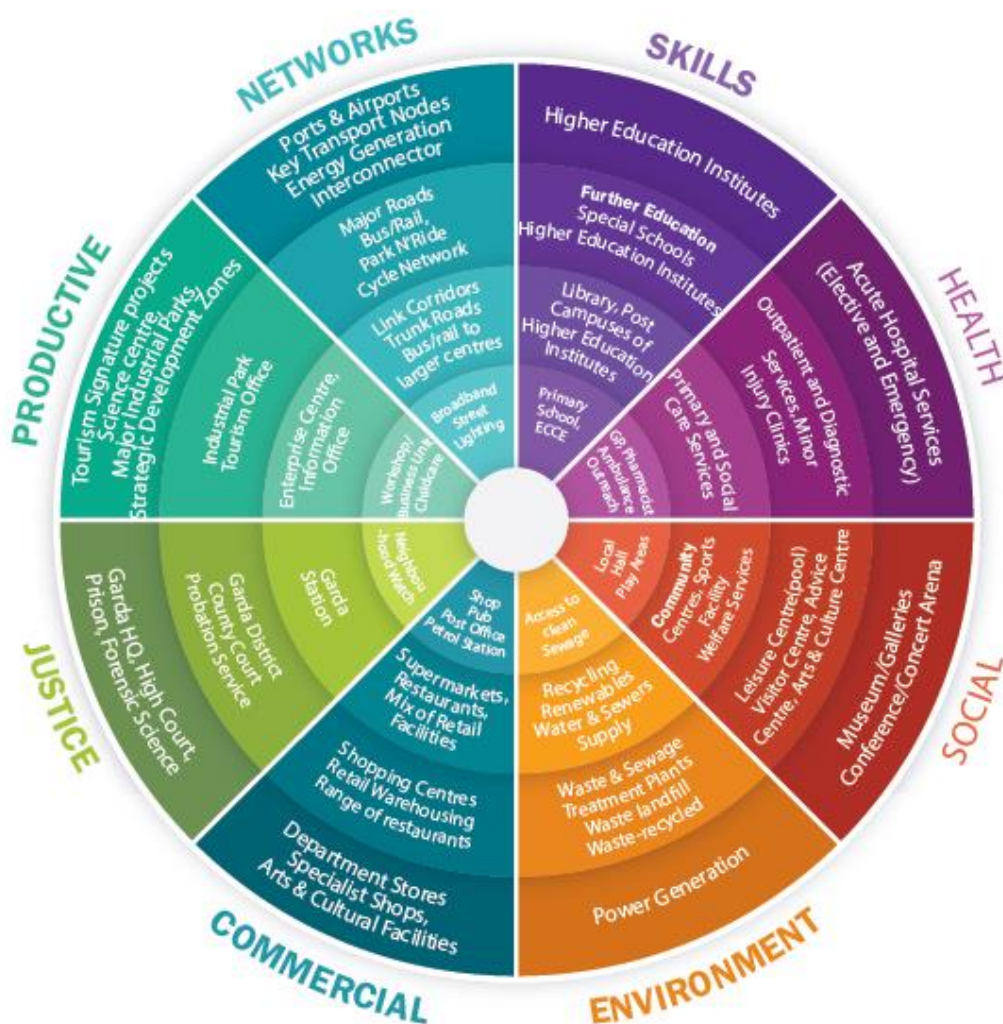 NETWORKS
Ports & Airports
Key Transport Nodes
Energy Generation
Interconnector
Major Roads
Bus/Rail,
Park N'Ride
Cycle Network
Link Corridors
Trunk Roads
Bus/rail to
larger centres
Broadband
Street
Lighting
SKILLS
Higher Education Institutes
Further Education
Special Schools
Higher Education Institutes
Library, Post
Campuses of
Higher Education
Institutes
Primary
School,
ECCE
HEALTH
Acute Hospital Services
(Elective and Emergency)
Outpatient and Diagnostic
Services, Minor
Injury Clinics
Primary and Social
Care Services
GP, Pharmacist
Ambulance
Outreach
SOCIAL
Museum/Galleries
Conference/Concert Arena
Leisure Centre(pool)
Visitor Centre, Advice
Centre, Arts & Culture Centre
Community
Centres, Sports
Facility
Welfare Services
Local
Hall
Play Areas
ENVIRONMENT
Access to
clean
Sewage
Recycling
Renewables
Water & Sewers
Supply
Waste & Sewage
Treatment Plants
Waste landfill
Waste-recycled
Power Generation
COMMERCIAL
Shop
Pub
Post Office
Petrol Station
Supermarkets,
Restaurants,
Mix of Retail
Facilities
Shopping Centres
Retail Warehousing
Range of restaurants
Department Stores
Specialist Shops,
Arts & Cultural Facilities
JUSTICE
Garda HQ, High Court,
Prison, Forensic Science
Garda District
County Court
Probation Service
Garda
Station
Neighbou
-hood Watch
PRODUCTIVE
Tourism Signature projects
Science centre,
Major Industrial Parks,
Strategic Development Zones
Industrial Park
Tourism Office
Enterprise Centre,
Information
Office
Workshop/
Business Unit
Childcare